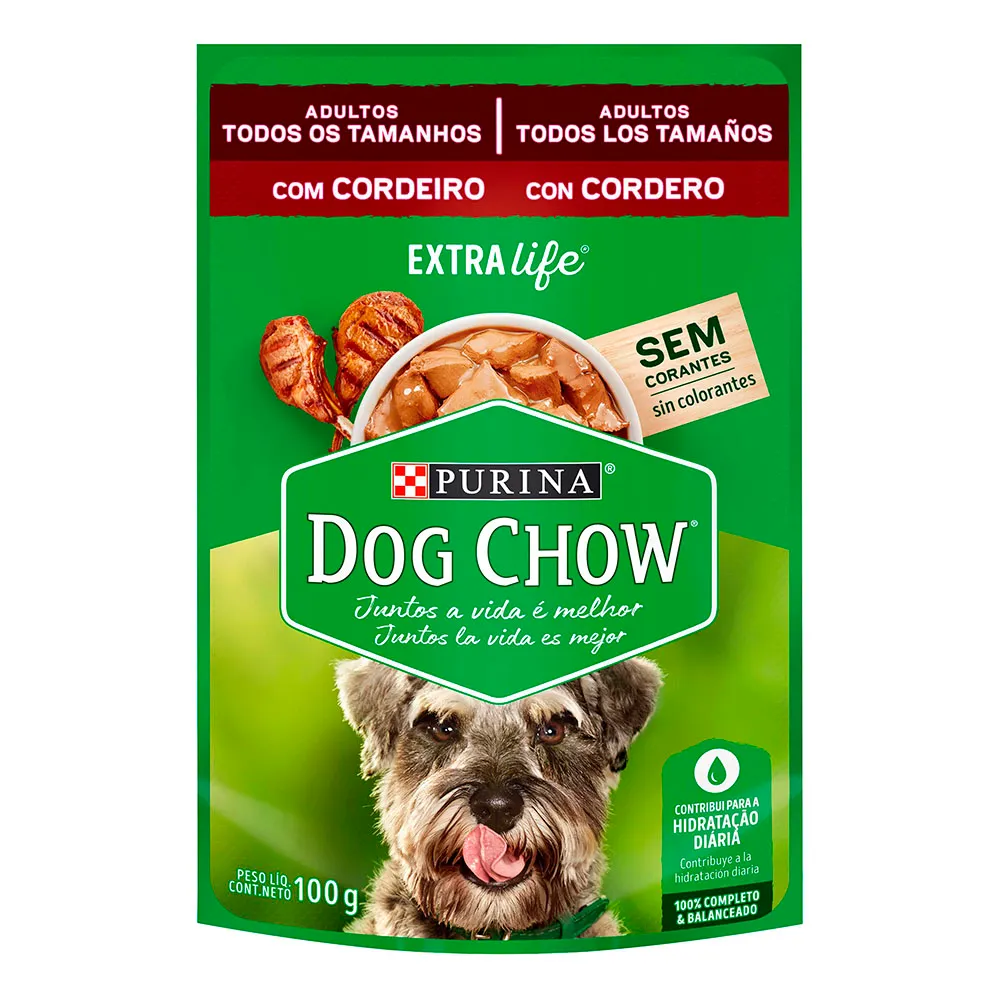 ADULTOS
TODOS OS TAMANHOS
ADULTOS
TODOS LOS TAMAÑOS
COM CORDEIRO
CON CORDERO
EXTRA life®
SEM
CORANTES
sin colorantes
PURINA®
DOG CHOW®
Juntos a vida é melhor
Juntos la vida es mejor
CONTRIBUI PARA A
HIDRATAÇÃO
DIÁRIÁ
Contribuye a la
hidratación diaria
100% COMPLETO
& BALANCEADO
PESO LÍQ.
CONT.NETO 100 g